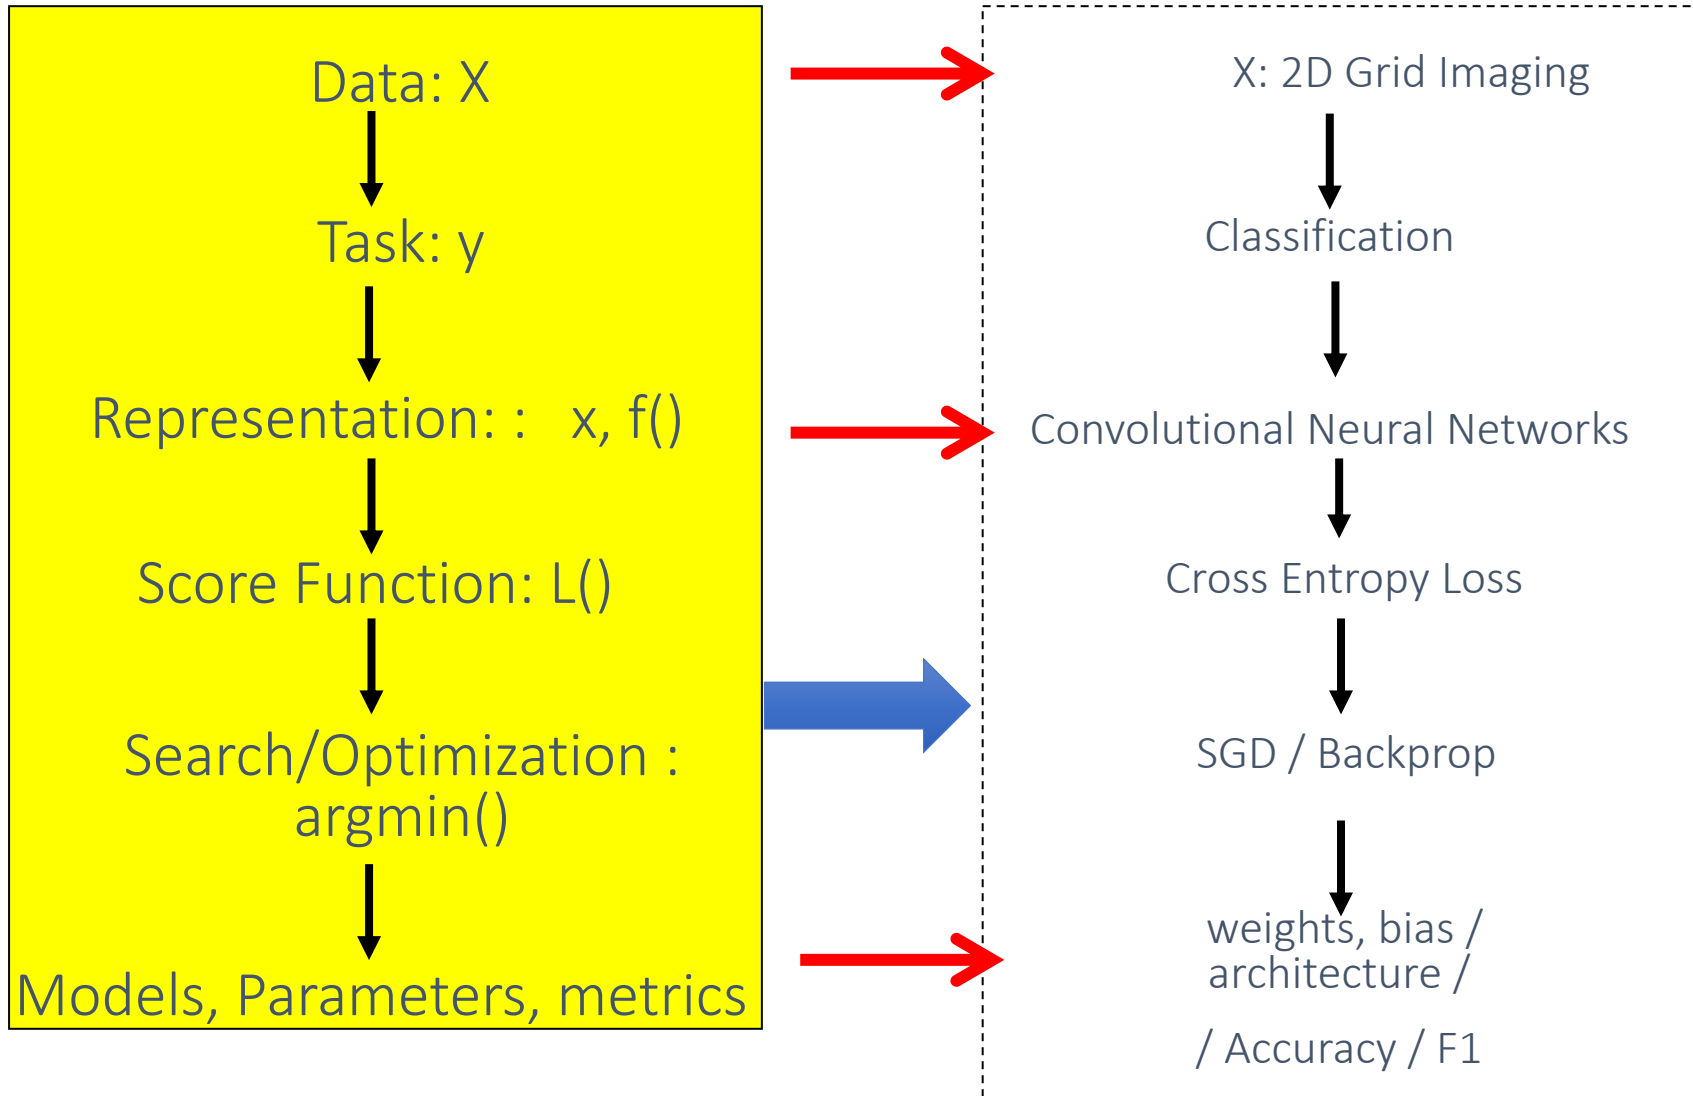 Data: X
Task: y
Representation: : x, f()
Score Function: L()
Search/Optimization :
argmin()
Models, Parameters, metrics
X: 2D Grid Imaging
Classification
Convolutional Neural Networks
Cross Entropy Loss
SGD / Backprop
weights, bias /
architecture /
/ Accuracy / F1